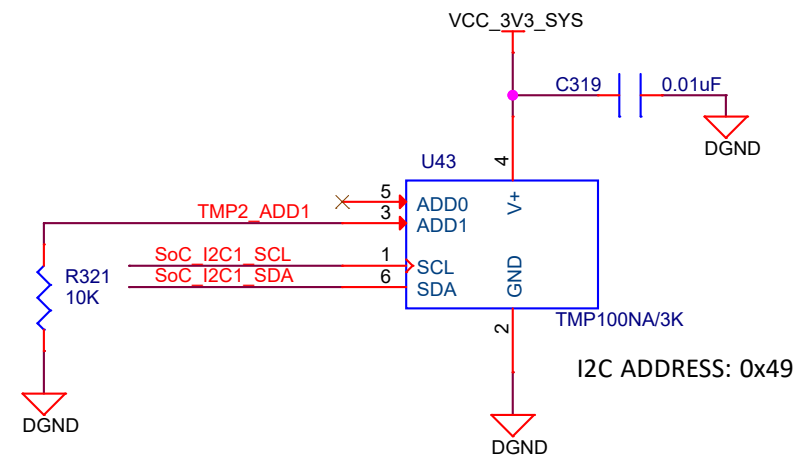 VCC_3V3_SYS
C319
0.01uF
DGND
U43
4
V+
5
ADD0
TMP2_ADD1
3
ADD1
SoC_I2C1_SCL
1
SCL
SoC_I2C1_SDA
6
SDA
GND
R321
10K
2
TMP100NA/3K
I2C ADDRESS: 0x49
DGND
DGND